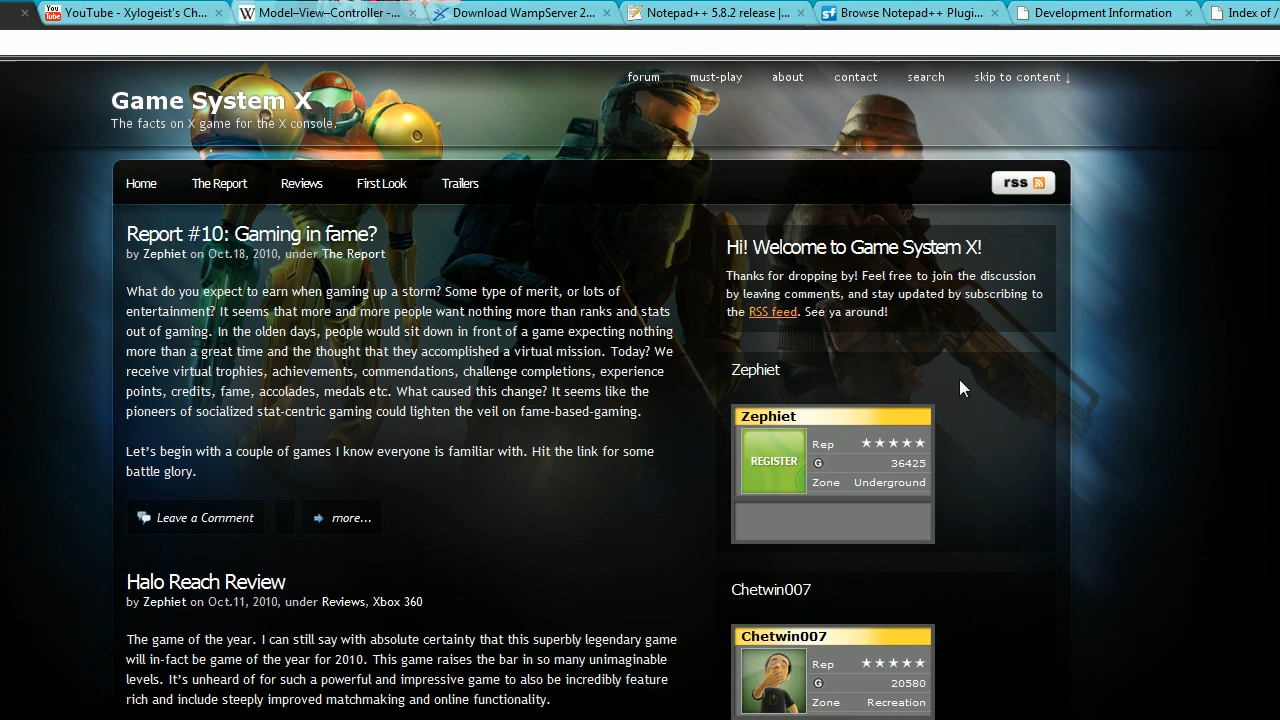 YouTube - Xylogeist's Ch...
Model–View–Controller -...
Download WampServer 2...
Notepad++ 5.8.2 release |...
Browse Notepad++ Plugi...
Development Information
Index of /
forum must-play about contact search skip to content ↓
Game System X
The facts on X game for the X console.
Home The Report Reviews First Look Trailers
rss
Report #10: Gaming in fame?
by Zephiet on Oct.18, 2010, under The Report
What do you expect to earn when gaming up a storm? Some type of merit, or lots of
entertainment? It seems that more and more people want nothing more than ranks and stats
out of gaming. In the olden days, people would sit down in front of a game expecting nothing
more than a great time and the thought that they accomplished a virtual mission. Today? We
receive virtual trophies, achievements, commendations, challenge completions, experience
points, credits, fame, accolades, medals etc. What caused this change? It seems like the
pioneers of socialized stat-centric gaming could lighten the veil on fame-based-gaming.
Let's begin with a couple of games I know everyone is familiar with. Hit the link for some
battle glory.
Leave a Comment more...
Halo Reach Review
by Zephiet on Oct.11, 2010, under Reviews, Xbox 360
The game of the year. I can still say with absolute certainty that this superbly legendary game
will in-fact be game of the year for 2010. This game raises the bar in so many unimaginable
levels. It's unheard of for such a powerful and impressive game to also be incredibly feature
rich and include steeply improved matchmaking and online functionality.
Hi! Welcome to Game System X!
Thanks for dropping by! Feel free to join the discussion
by leaving comments, and stay updated by subscribing to
the RSS feed. See ya around!
Zephiet
Zephiet
REGISTER
Rep ★★★★★
G 36425
Zone Underground
Chetwin007
Chetwin007
Rep ★★★★★
G 20580
Zone Recreation